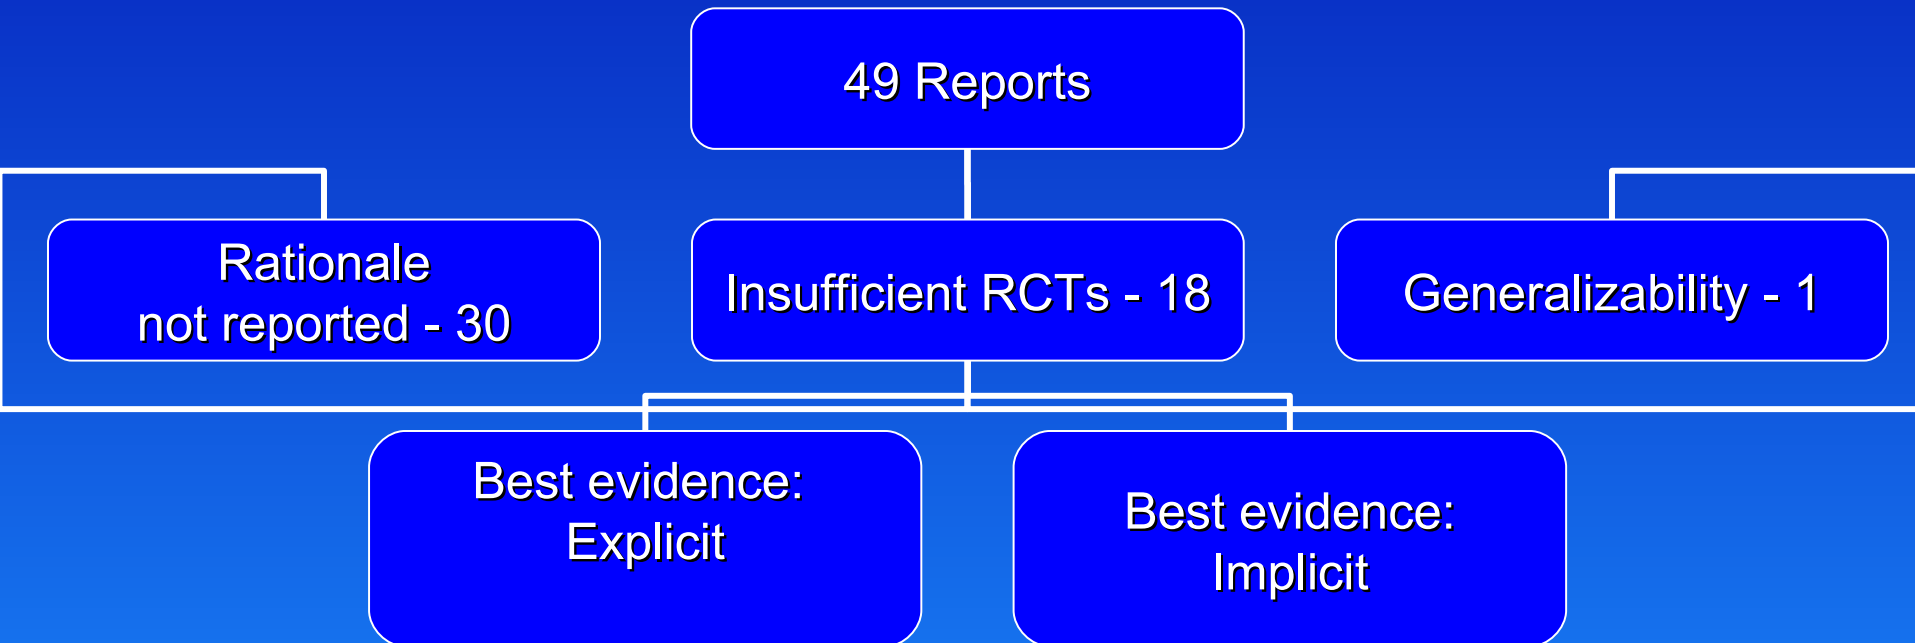 49 Reports
Rationale
not reported - 30
Insufficient RCTs - 18
Generalizability - 1
Best evidence:
Explicit
Best evidence:
Implicit